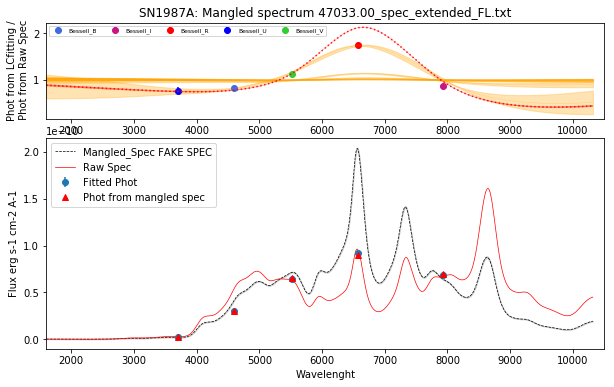 SN1987A: Mangled spectrum 47033.00_spec_extended_FL.txt
Phot from LCfitting /
Phot from Raw Spec
2
1
Bessell_B
Bessell_I
Bessell_R
Bessell_U
Bessell_V
2000 3000 4000 5000 6000 7000 8000 9000 10000
Flux erg s-1 cm-2 A-1
2.0
1.5
1.0
0.5
0.0
Mangled_Spec FAKE SPEC
Raw Spec
Fitted Phot
Phot from mangled spec
2000 3000 4000 5000 6000 7000 8000 9000 10000
Wavelenght